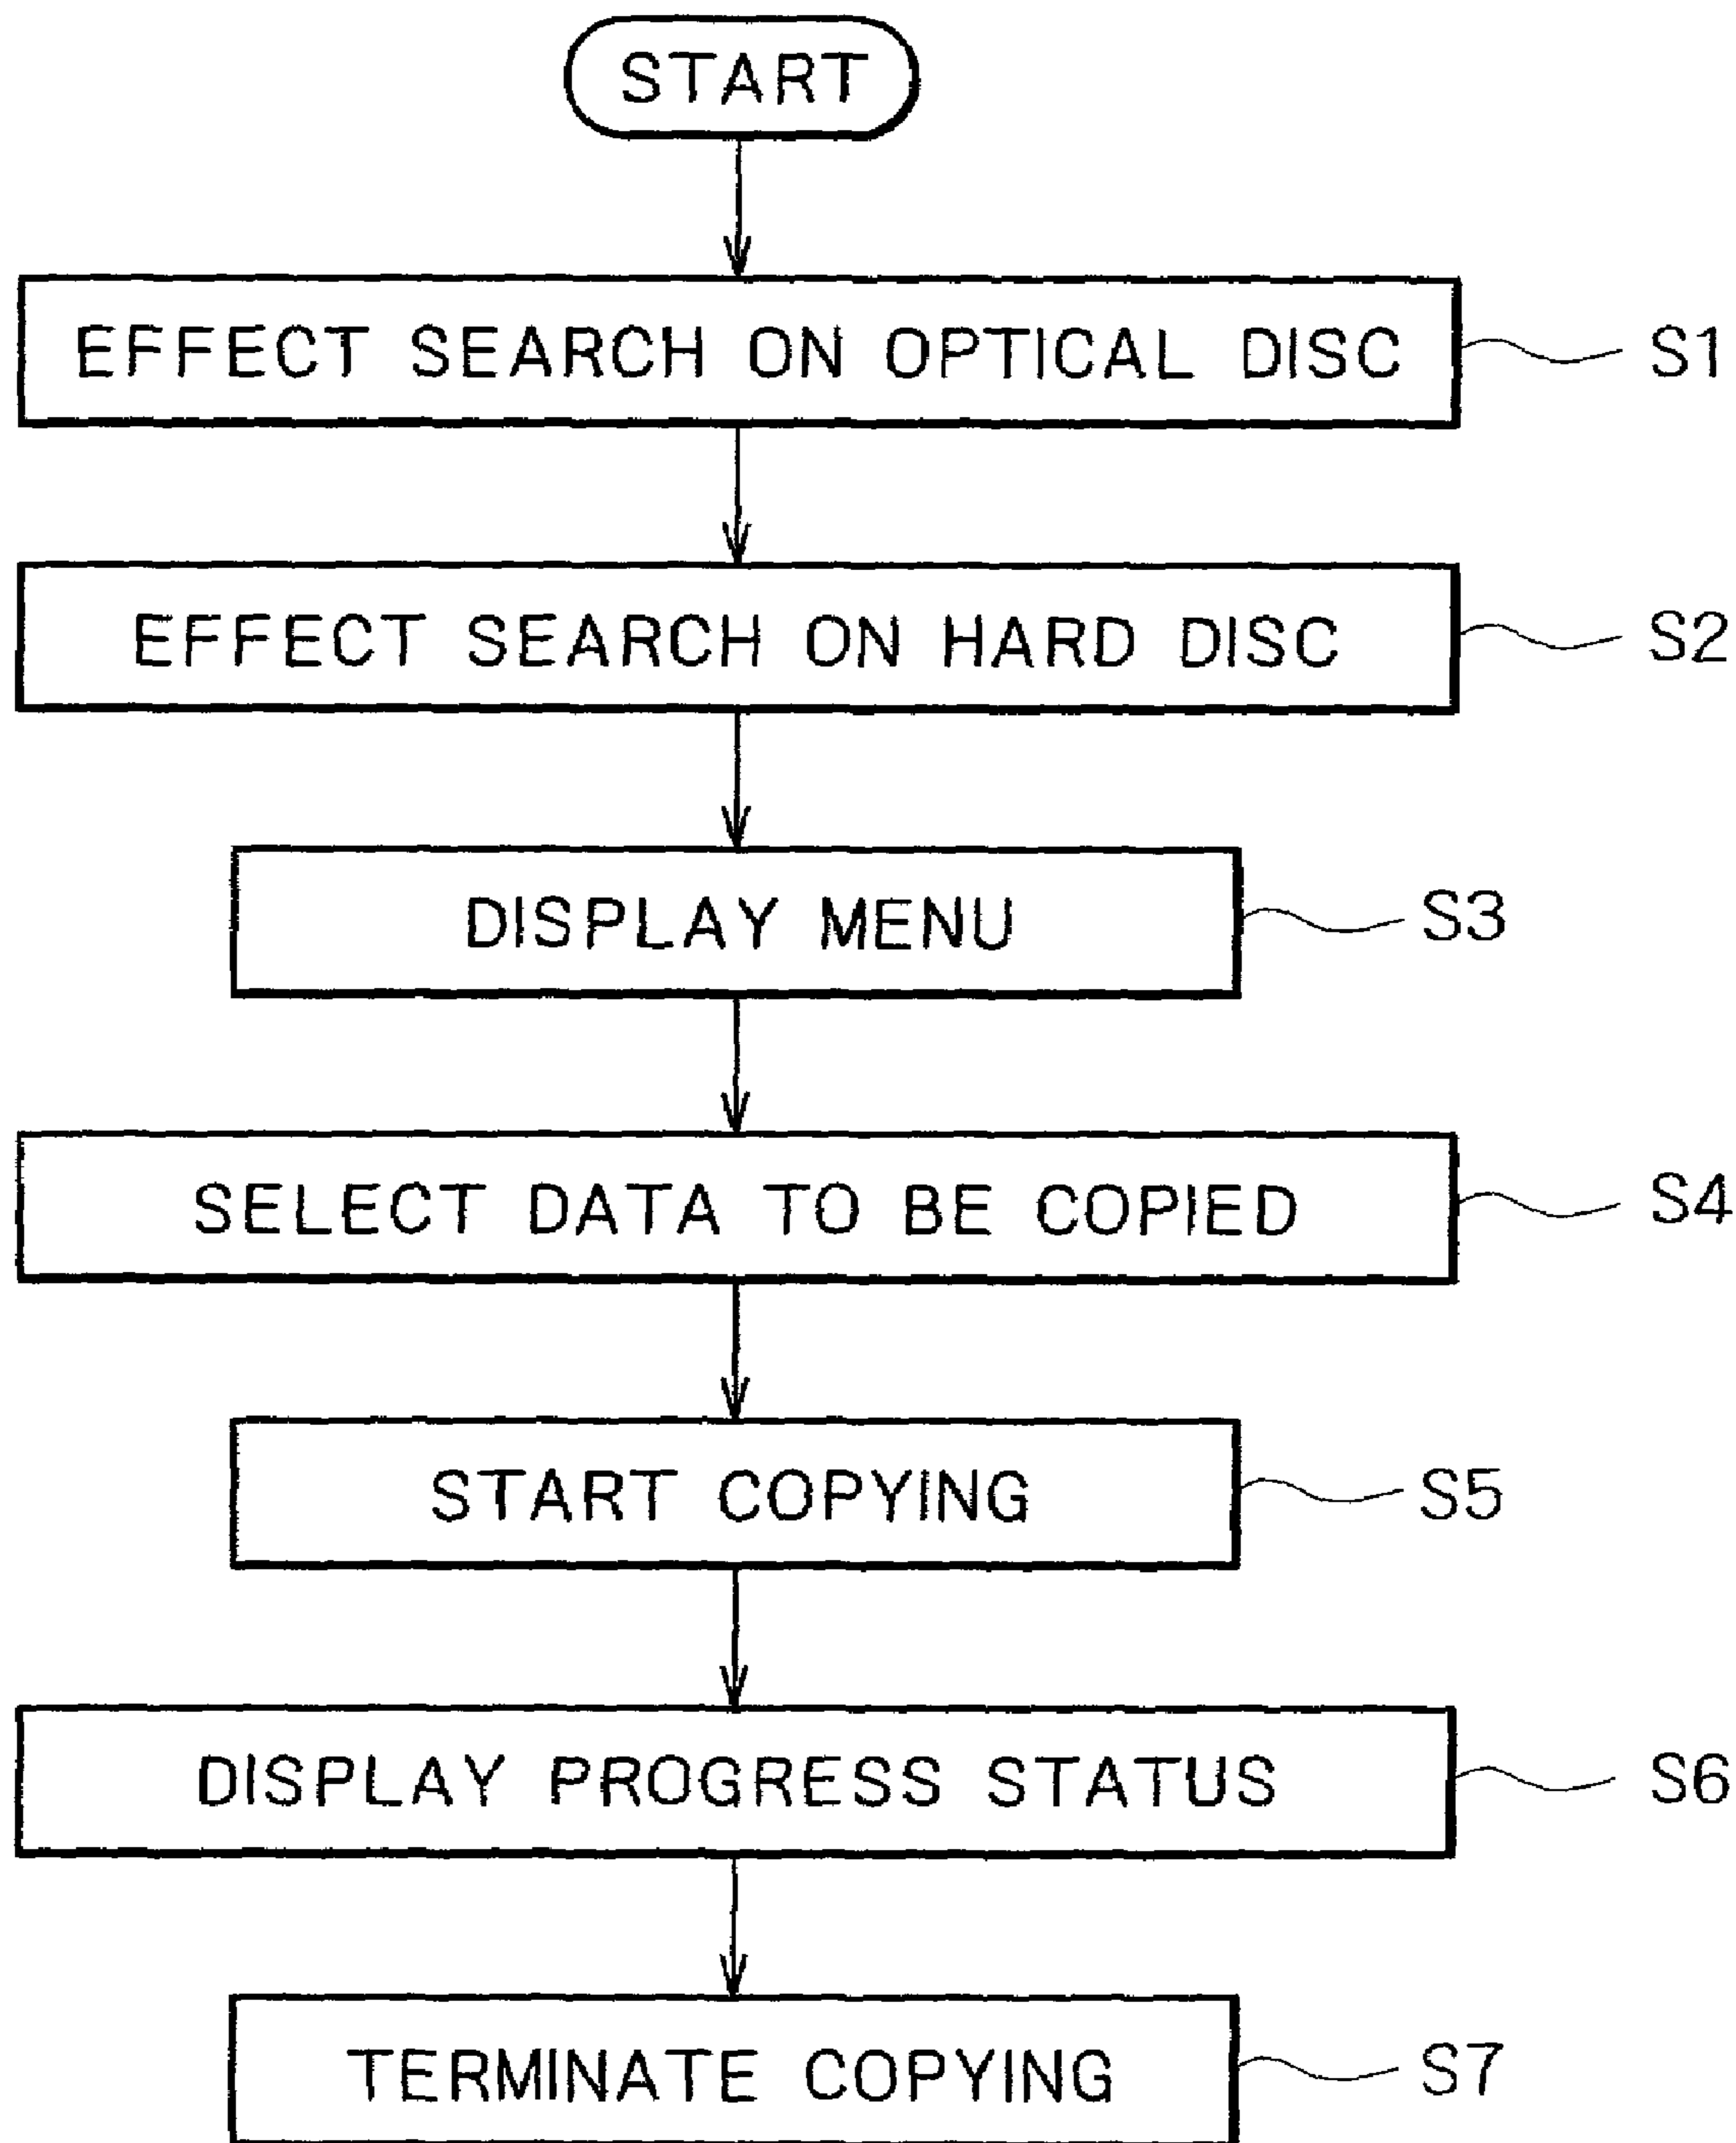 START
EFFECT SEARCH ON OPTICAL DISC S1
EFFECT SEARCH ON HARD DISC S2
DISPLAY MENU S3
SELECT DATA TO BE COPIED S4
START COPYING S5
DISPLAY PROGRESS STATUS S6
TERMINATE COPYING S7